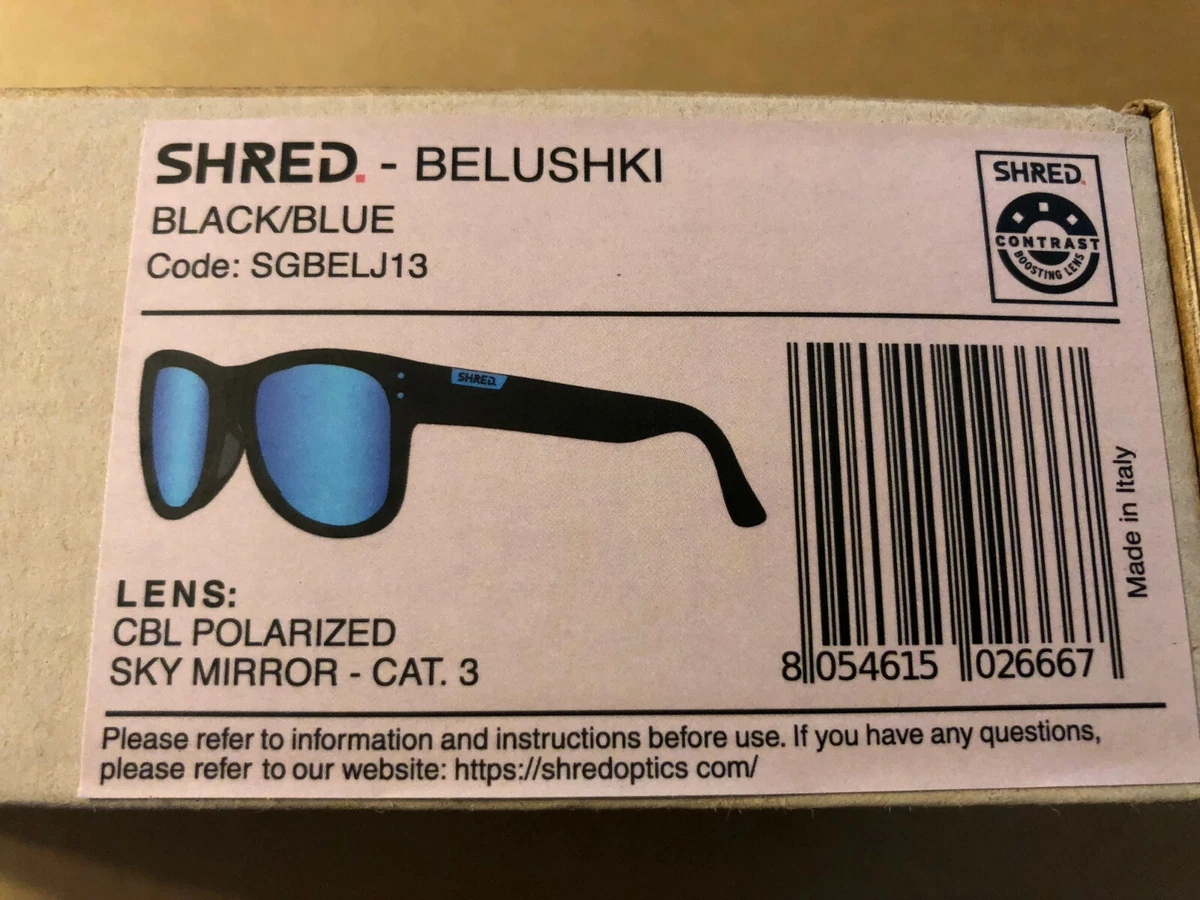 SHRED. - BELUSHKI
BLACK/BLUE
Code: SGBELJ13
SHRED.
CONTRAST
BOOSTING LENS
SHRED.
Made in Italy
LENS:
CBL POLARIZED
SKY MIRROR - CAT. 3
8 054615 026667
Please refer to information and instructions before use. If you have any questions,
please refer to our website: https://shredoptics com/